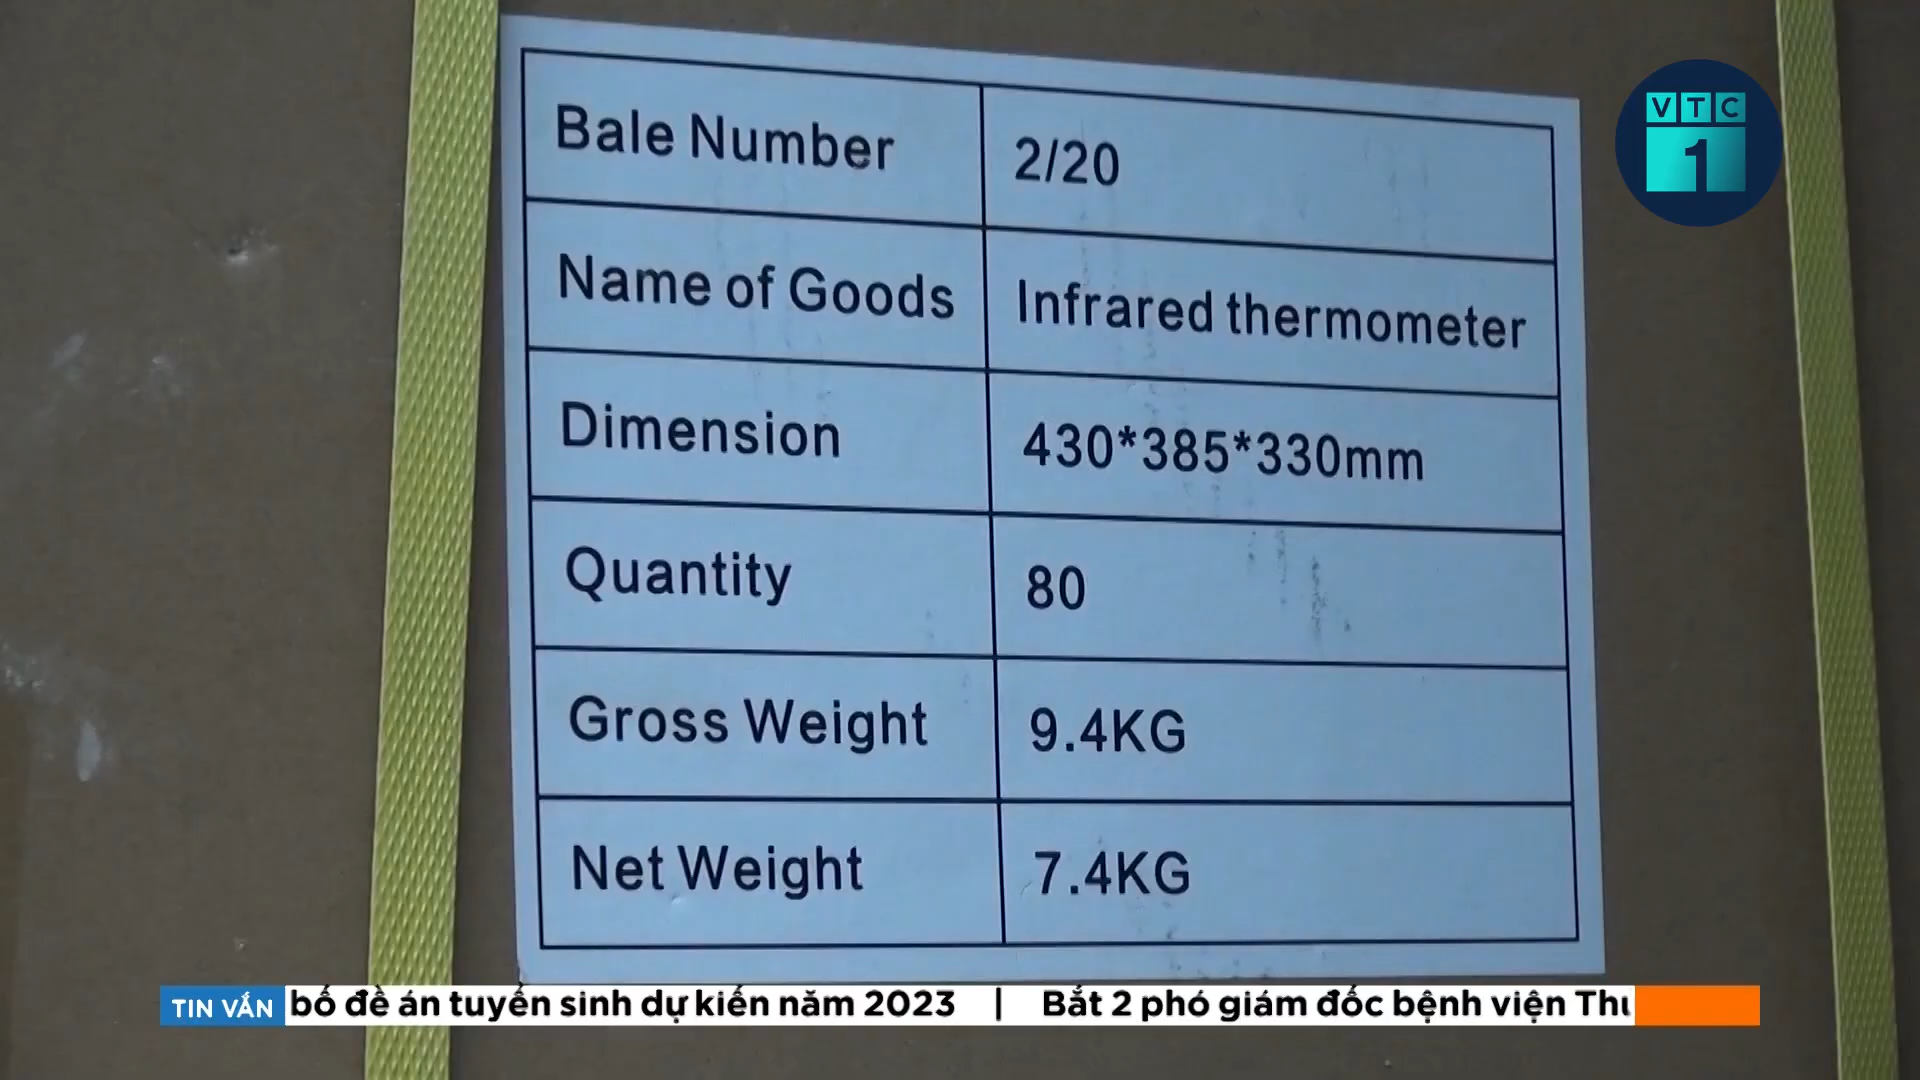 VTC
1
Bale Number 2/20
Name of Goods Infrared thermometer
Dimension 430*385*330mm
Quantity 80
Gross Weight 9.4KG
Net Weight 7.4KG
TIN VẮN bố đề án tuyển sinh dự kiến năm 2023 | Bắt 2 phó giám đốc bệnh viện